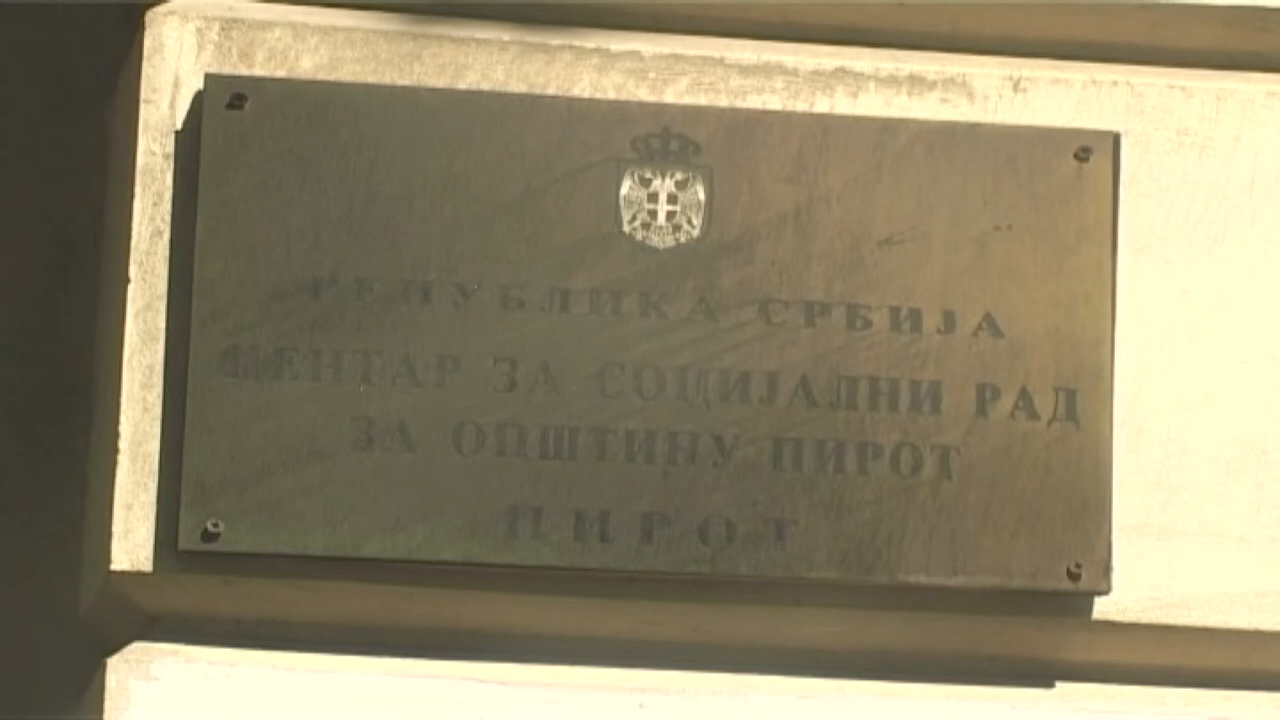 РЕПУБЛИКА СРБИЈА
ЦЕНТАР ЗА СОЦИЈАЛНИ РАД
ЗА ОПШТИНУ ПИРОТ
ПИРОТ